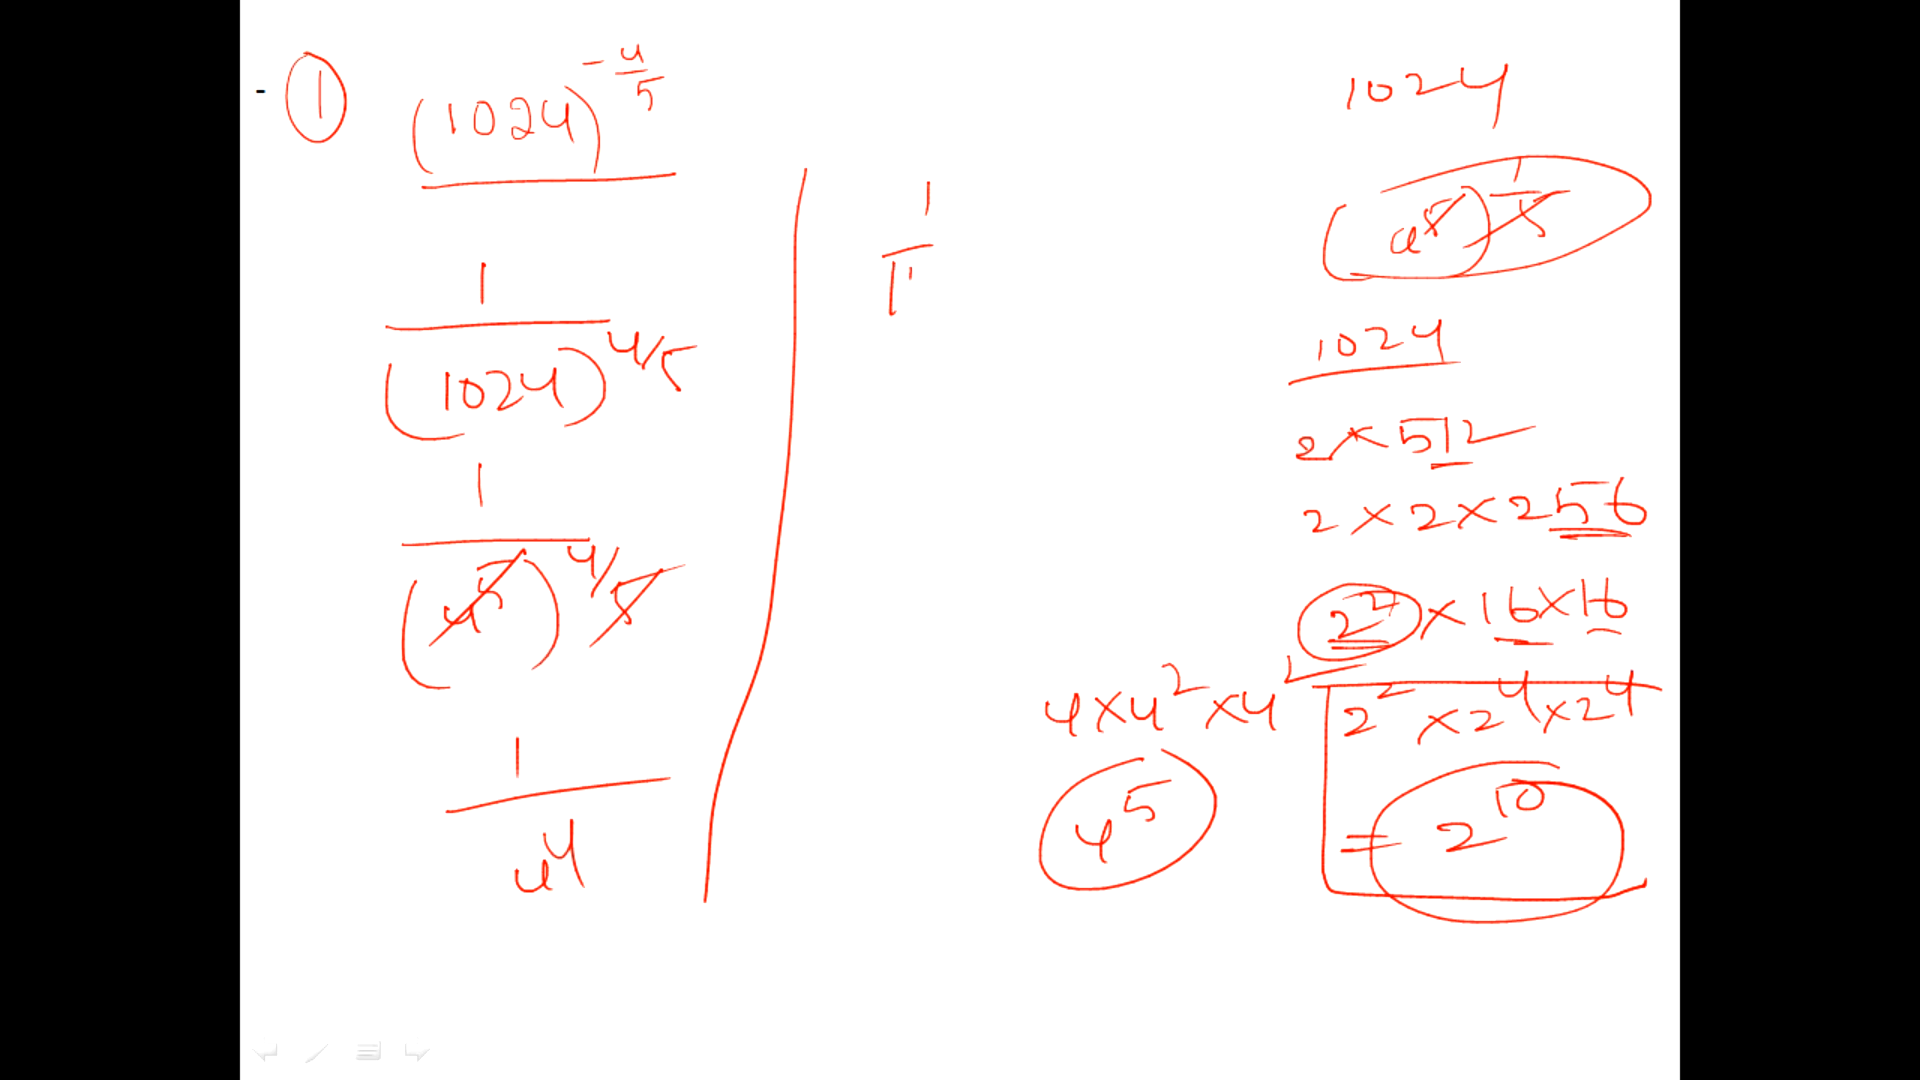 - ① (1024)^(-4/5)
1
(1024)^(4/5)
1
(4^5)^(4/5)
1
4^4
1
1024
(4^5)^(1/5)
1024
2 × 512
2 × 2 × 256
2^2 × 16 × 16
4 × 4^2 × 4^2
2^2 × 2^4 × 2^4
4^5
= 2^10